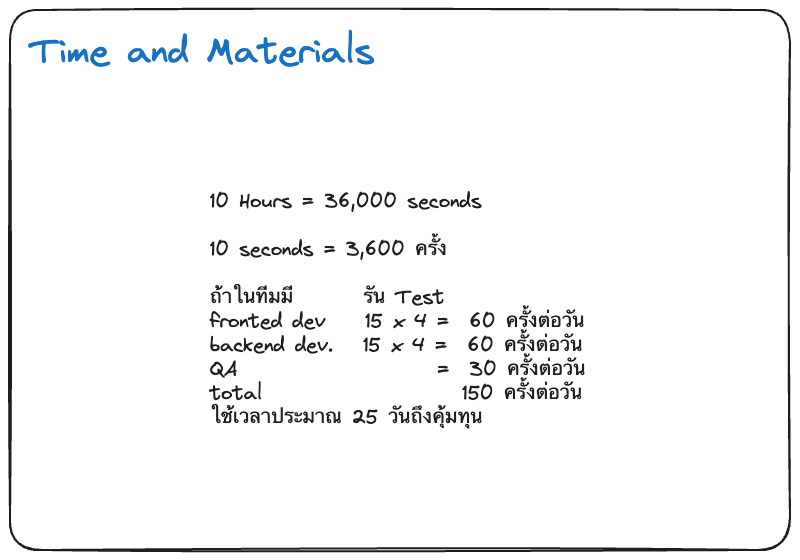 Time and Materials
10 Hours = 36,000 seconds
10 seconds = 3,600 ครั้ง
ถ้าในทีมมี รัน Test
fronted dev 15 x 4 = 60 ครั้งต่อวัน
backend dev. 15 x 4 = 60 ครั้งต่อวัน
QA = 30 ครั้งต่อวัน
total 150 ครั้งต่อวัน
ใช้เวลาประมาณ 25 วันถึงคุ้มทุน